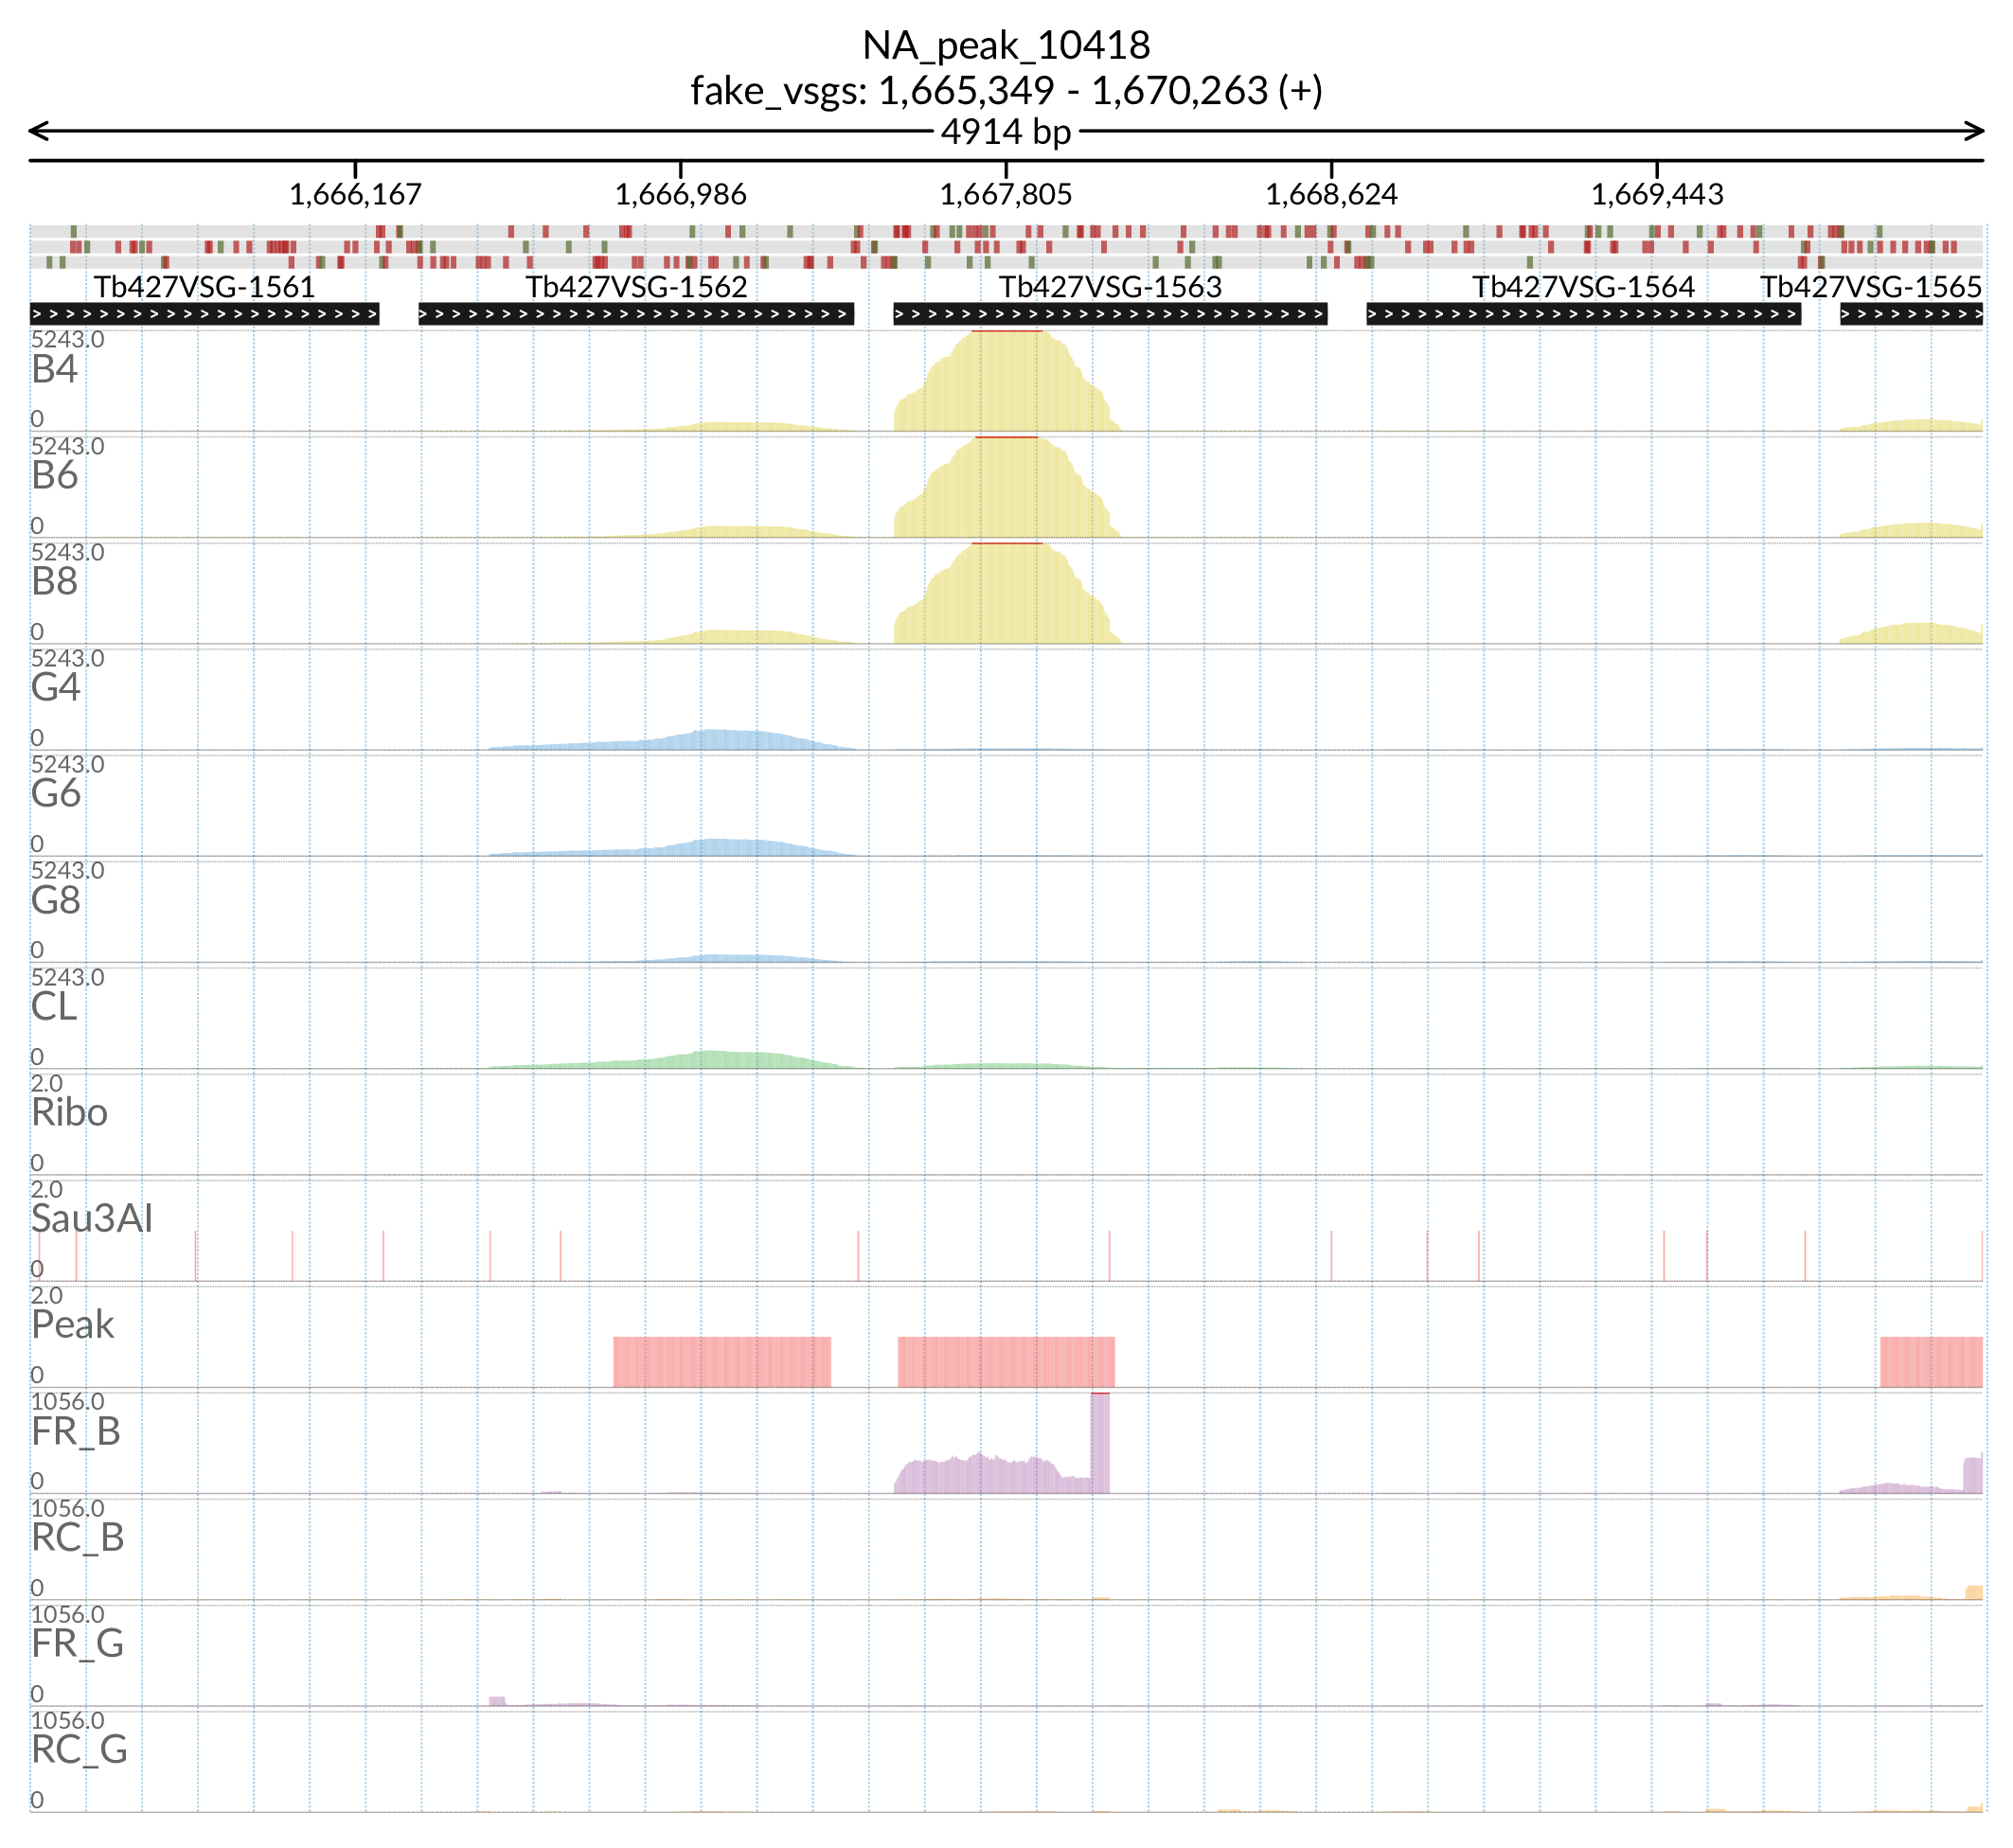 NA_peak_10418
fake_vsgs: 1,665,349 - 1,670,263 (+)
4914 bp
1,666,167 1,666,986 1,667,805 1,668,624 1,669,443
Tb427VSG-1561 Tb427VSG-1562 Tb427VSG-1563 Tb427VSG-1564 Tb427VSG-1565
5243.0
B4
0
5243.0
B6
0
5243.0
B8
0
5243.0
G4
0
5243.0
G6
0
5243.0
G8
0
5243.0
CL
0
2.0
Ribo
0
2.0
Sau3AI
0
2.0
Peak
0
1056.0
FR_B
0
1056.0
RC_B
0
1056.0
FR_G
0
1056.0
RC_G
0